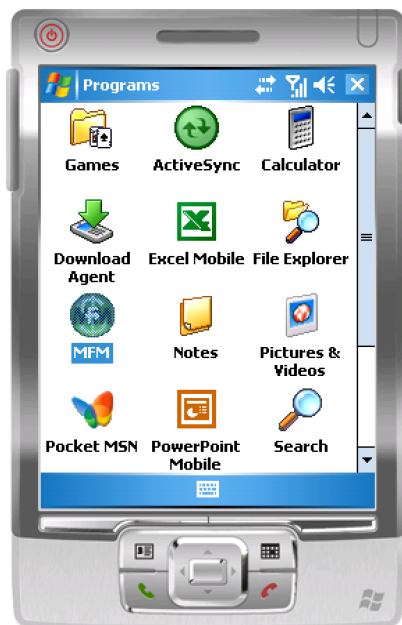 Programs
Games
ActiveSync
Calculator
Download Agent
Excel Mobile
File Explorer
MFM
Notes
Pictures & Videos
Pocket MSN
PowerPoint Mobile
Search